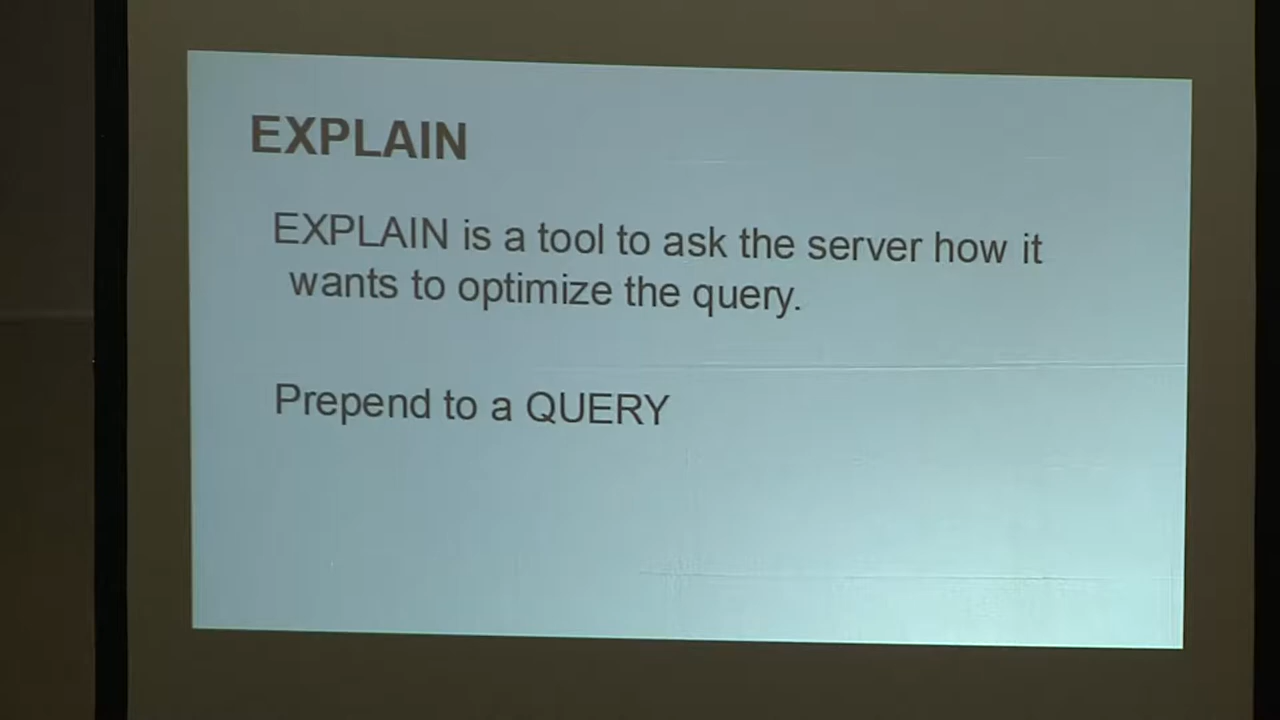 EXPLAIN
EXPLAIN is a tool to ask the server how it
wants to optimize the query.
Prepend to a QUERY